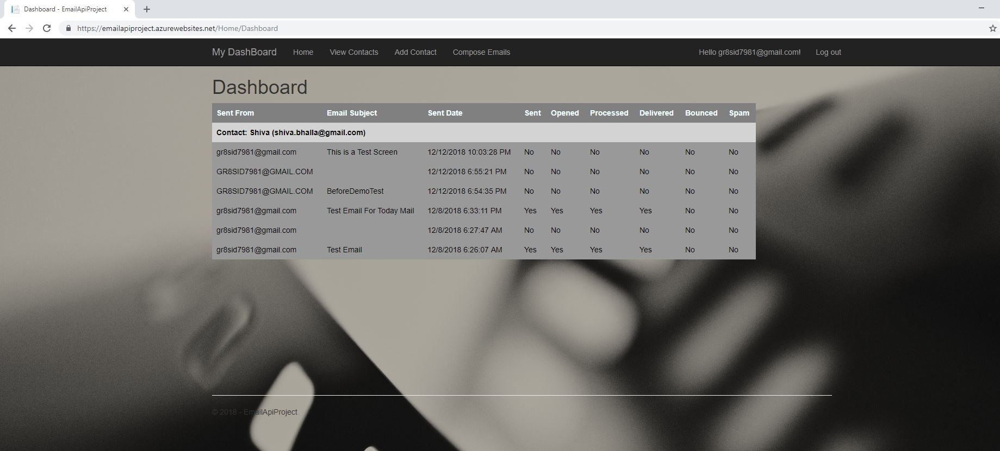 Dashboard - EmailApiProject
https://emailapiproject.azurewebsites.net/Home/Dashboard
My DashBoard Home View Contacts Add Contact Compose Emails Hello gr8sid7981@gmail.com! Log out
Dashboard
Sent From Email Subject Sent Date Sent Opened Processed Delivered Bounced Spam
Contact: Shiva (shiva.bhalla@gmail.com)
gr8sid7981@gmail.com This is a Test Screen 12/12/2018 10:03:28 PM No No No No No No
GR8SID7981@GMAIL.COM 12/12/2018 6:55:21 PM No No No No No No
GR8SID7981@GMAIL.COM BeforeDemoTest 12/12/2018 6:54:35 PM No No No No No No
gr8sid7981@gmail.com Test Email For Today Mail 12/8/2018 6:33:11 PM Yes Yes Yes Yes No No
gr8sid7981@gmail.com 12/8/2018 6:27:47 AM No No No No No No
gr8sid7981@gmail.com Test Email 12/8/2018 6:26:07 AM Yes Yes Yes Yes No No
© 2018 - EmailApiProject